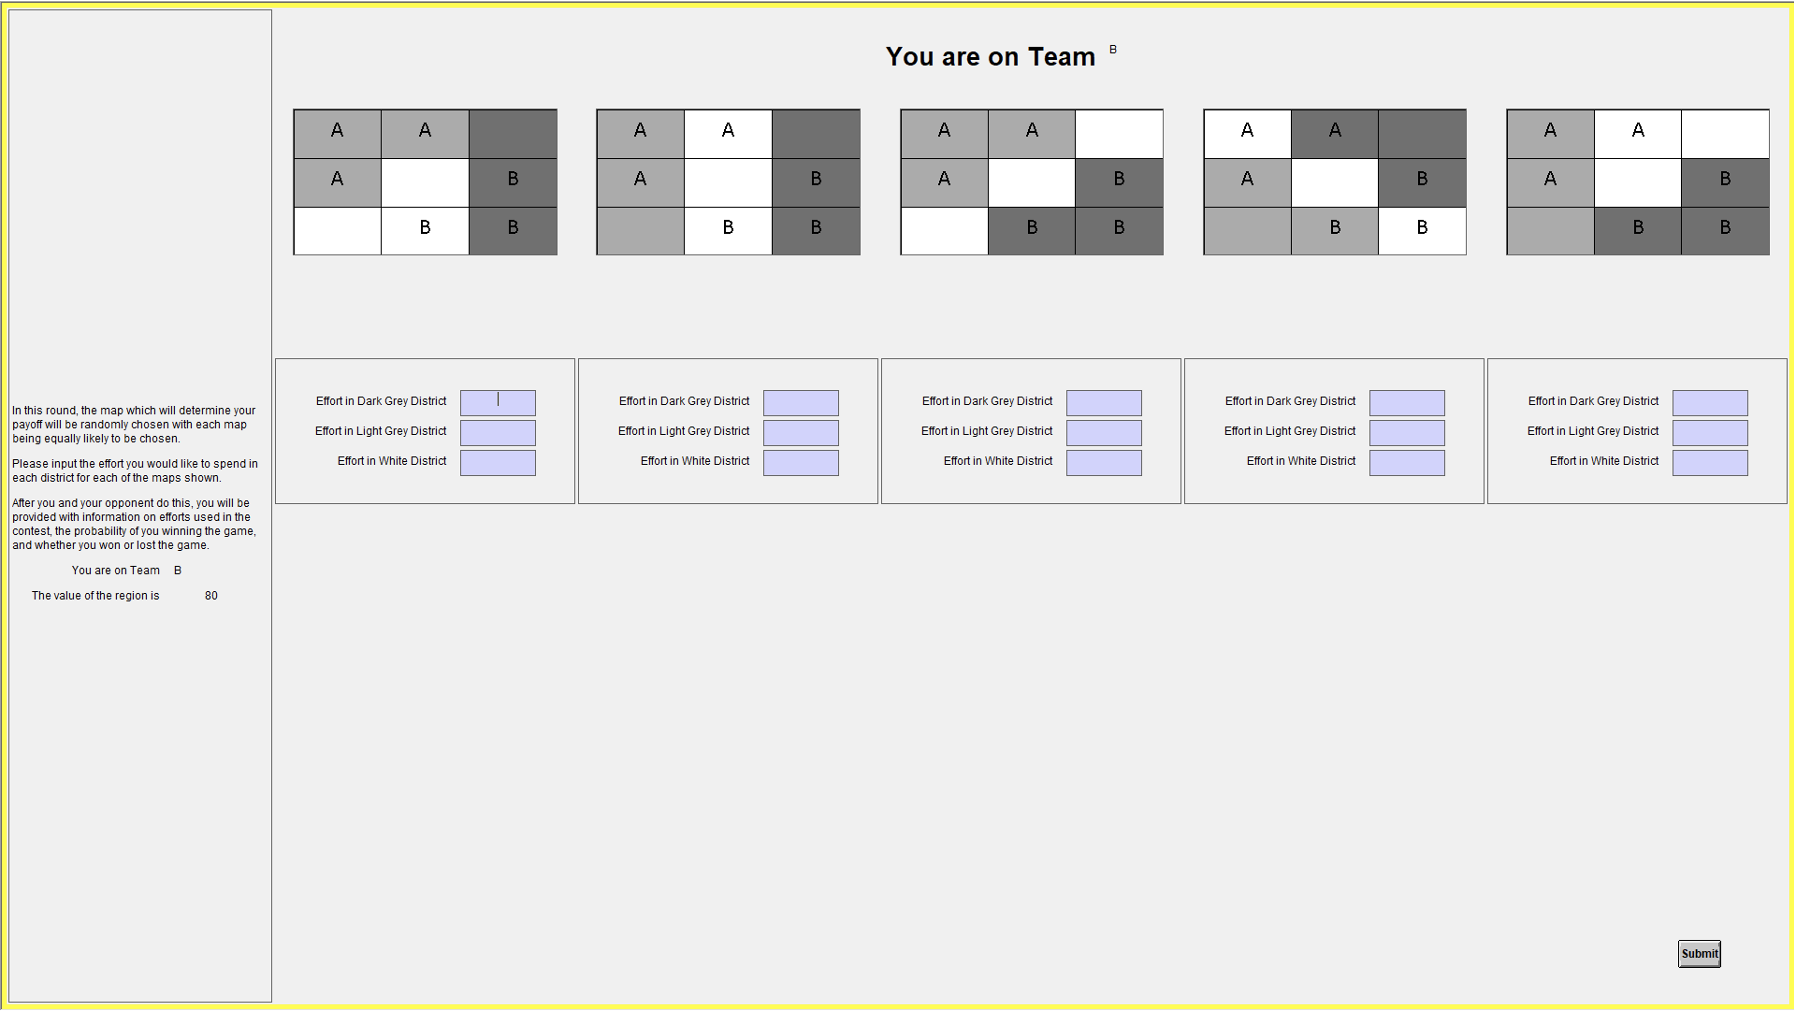 You are on Team B
A A A A A A A A A
A B A B A B A B A B
B B B B B B B B B B
In this round, the map which will determine your
payoff will be randomly chosen with each map
being equally likely to be chosen.
Please input the effort you would like to spend in
each district for each of the maps shown.
After you and your opponent do this, you will be
provided with information on efforts used in the
contest, the probability of you winning the game,
and whether you won or lost the game.
You are on Team B
The value of the region is 80
Effort in Dark Grey District
Effort in Light Grey District
Effort in White District
Effort in Dark Grey District
Effort in Light Grey District
Effort in White District
Effort in Dark Grey District
Effort in Light Grey District
Effort in White District
Effort in Dark Grey District
Effort in Light Grey District
Effort in White District
Effort in Dark Grey District
Effort in Light Grey District
Effort in White District
Submit